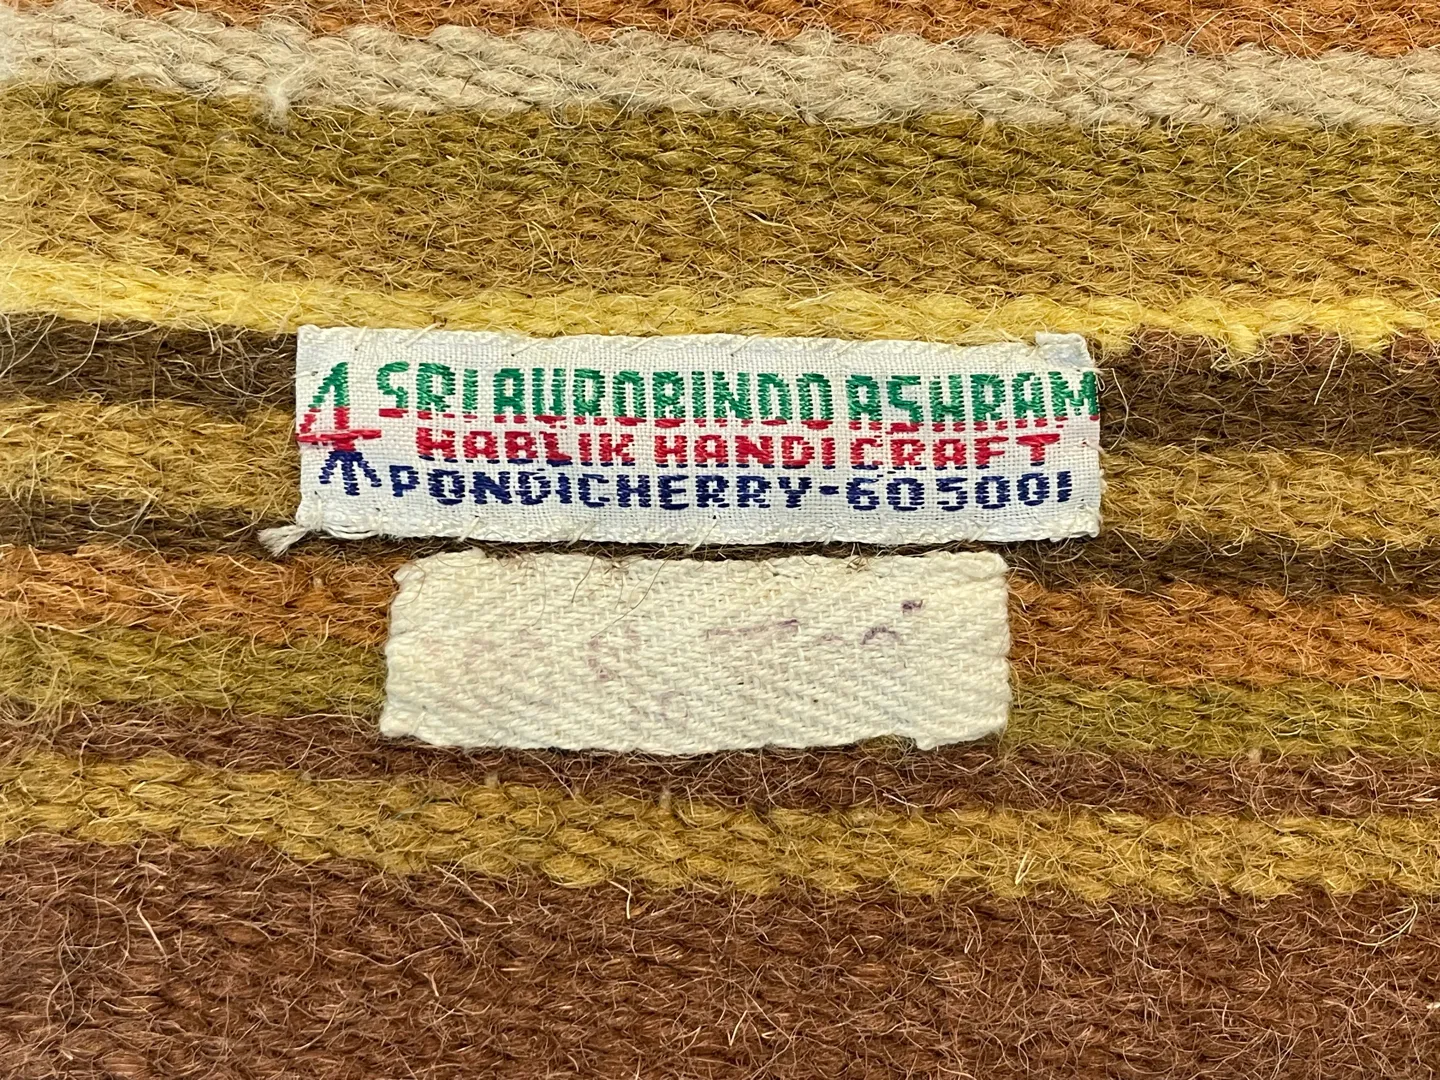 SRI AUROBINDO ASHRAM
HABLIK HANDICRAFT
PONDICHERRY-605001